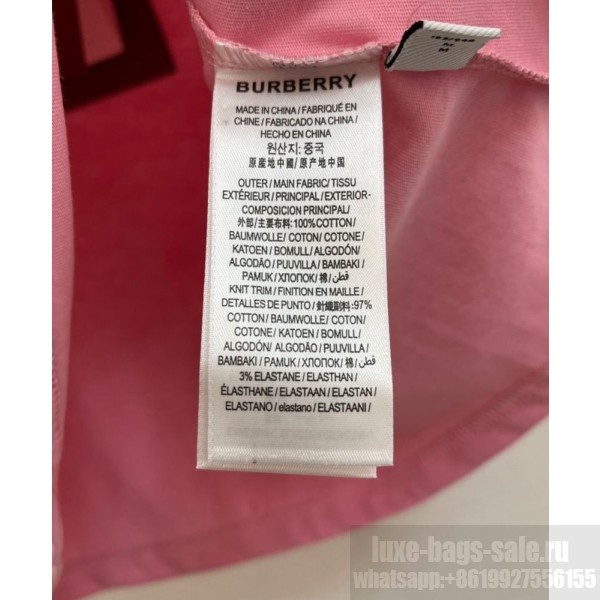 BURBERRY
MADE IN CHINA / FABRIQUÉ EN
CHINE / FABRICADO NA CHINA /
HECHO EN CHINA
원산지: 중국
原産地中國/原产地中国
OUTER / MAIN FABRIC/ TISSU
EXTÉRIEUR / PRINCIPAL / EXTERIOR-
COMPOSICION PRINCIPAL/
外部/主要布料: 100%COTTON/
BAUMWOLLE/ COTON/ COTONE/
KATOEN / BOMULL/ ALGODÓN/
ALGODÃO / PUUVILLA / BAMBAKI /
PAMUK / ХЛОПОК/ 棉/ قطن /
KNIT TRIM / FINITION EN MAILLE /
DETALLES DE PUNTO / 針織副料: 97%
COTTON / BAUMWOLLE/ COTON/
COTONE/ KATOEN / BOMULL/
ALGODÓN/ ALGODÃO / PUUVILLA /
BAMBAKI / PAMUK / ХЛОПОК/ 棉/ قطن /
3% ELASTANE / ELASTHAN /
ÉLASTHANE / ELASTAAN / ELASTAN /
ELASTANO / elastano / ELASTAANI /
M
M
luxe-bags-sale.ru
whatsapp:+8619927556155